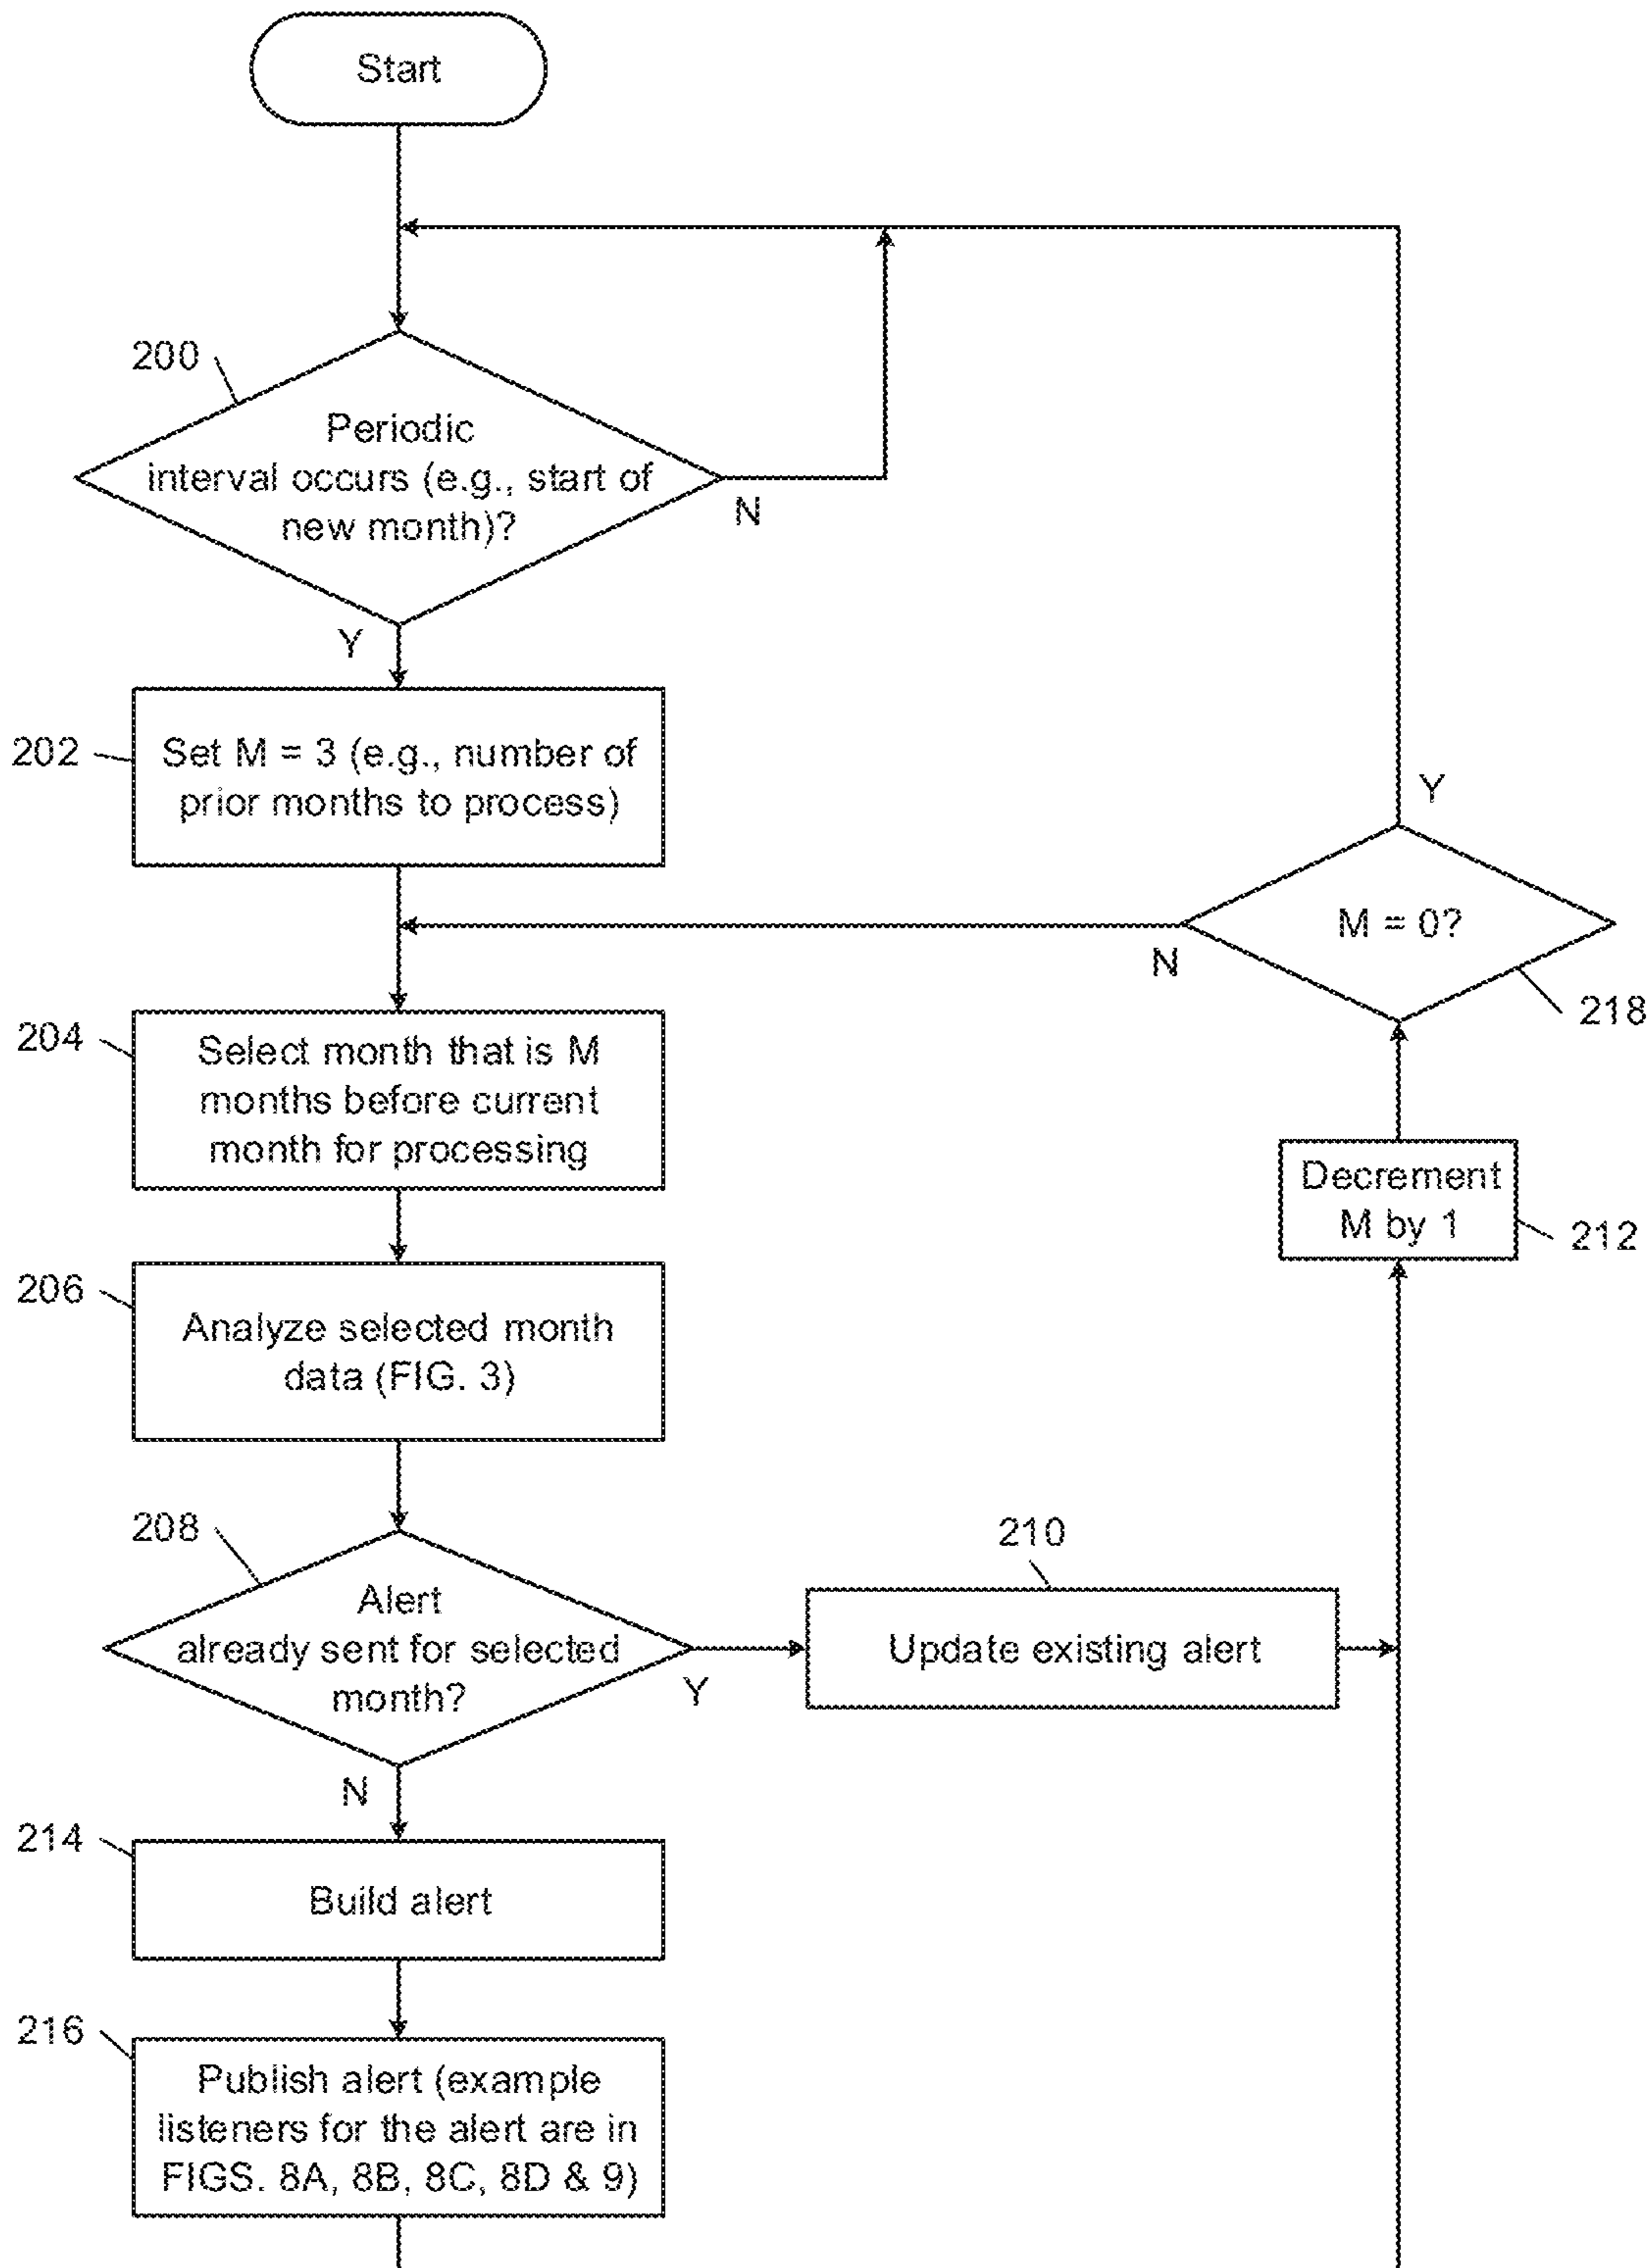 Start
200
Periodic
interval occurs (e.g., start of
new month)?
N
Y
202
Set M = 3 (e.g., number of
prior months to process)
Y
M = 0?
N
218
204
Select month that is M
months before current
month for processing
Decrement
M by 1
212
206
Analyze selected month
data (FIG. 3)
208
Alert
already sent for selected
month?
Y
210
Update existing alert
N
214
Build alert
216
Publish alert (example
listeners for the alert are in
FIGS. 8A, 8B, 8C, 8D & 9)